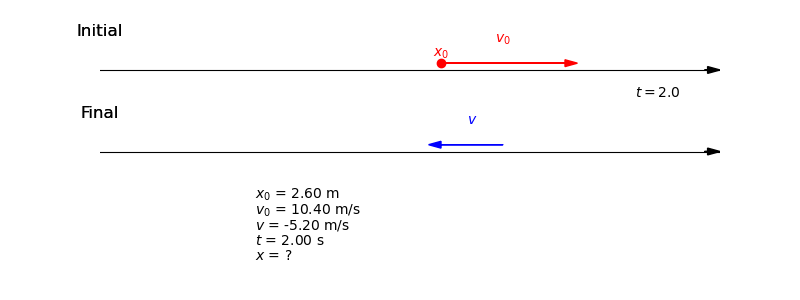 Initial
v₀
x₀
t = 2.0
Final
v
x₀ = 2.60 m
v₀ = 10.40 m/s
v = -5.20 m/s
t = 2.00 s
x = ?